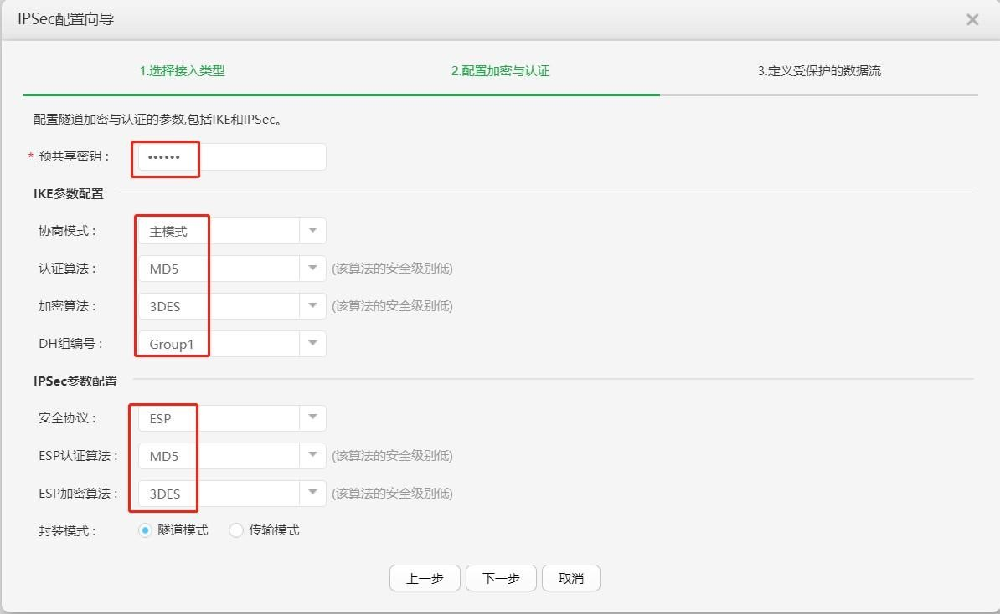 IPSec配置向导
1.选择接入类型 2.配置加密与认证 3.定义受保护的数据流
配置隧道加密与认证的参数,包括IKE和IPSec。
* 预共享密钥： ••••••
IKE参数配置
协商模式： 主模式
认证算法： MD5 (该算法的安全级别低)
加密算法： 3DES (该算法的安全级别低)
DH组编号： Group1
IPSec参数配置
安全协议： ESP
ESP认证算法： MD5 (该算法的安全级别低)
ESP加密算法： 3DES (该算法的安全级别低)
封装模式： 隧道模式 传输模式
上一步 下一步 取消